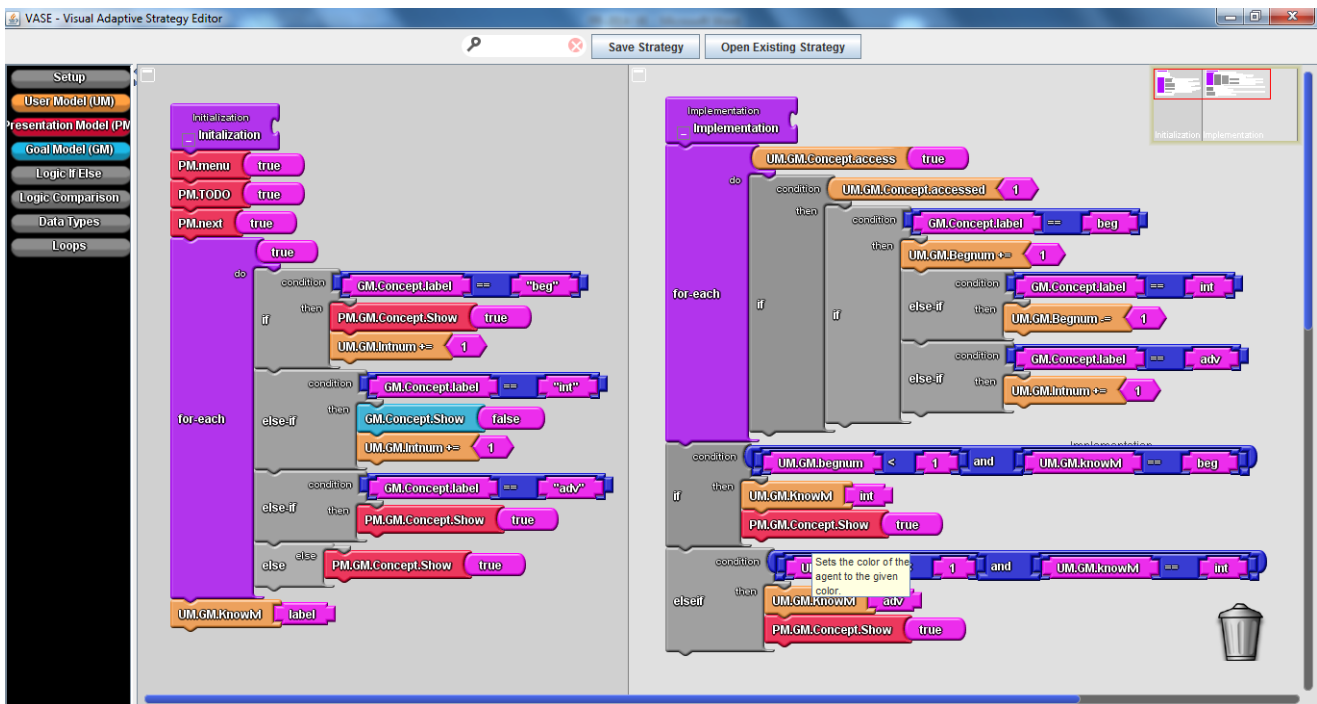 VASE - Visual Adaptive Strategy Editor
Save Strategy Open Existing Strategy
Setup
User Model (UM)
Presentation Model (PM
Goal Model (GM)
Logic If Else
Logic Comparison
Data Types
Loops
Initialization
Initalization
PM.menu true
PM.TODO true
PM.next true
for-each
true
do
if
condition GM.Concept.label == "beg"
then PM.GM.Concept.Show true
UM.GM.Intnum += 1
else-if
condition GM.Concept.label == "int"
then GM.Concept.Show false
UM.GM.Intnum += 1
else-if
condition GM.Concept.label == "adv"
then PM.GM.Concept.Show true
else
else PM.GM.Concept.Show true
UM.GM.Knowlvl label
Implementation
Implementation
for-each
UM.GM.Concept.access true
do
if
condition UM.GM.Concept.accessed 1
then
if
condition GM.Concept.label == beg
then UM.GM.Begnum += 1
else-if
condition GM.Concept.label == int
then UM.GM.Begnum -= 1
else-if
condition GM.Concept.label == adv
then UM.GM.Intnum += 1
Implementation
if
condition UM.GM.begnum < 1 and UM.GM.knowlvl == beg
then UM.GM.Knowlvl int
PM.GM.Concept.Show true
elseif
condition 1 and UM.GM.knowlvl == int
Sets the color of the
agent to the given
color.
then UM.GM.Knowlvl adv
PM.GM.Concept.Show true
Initialization Implementation